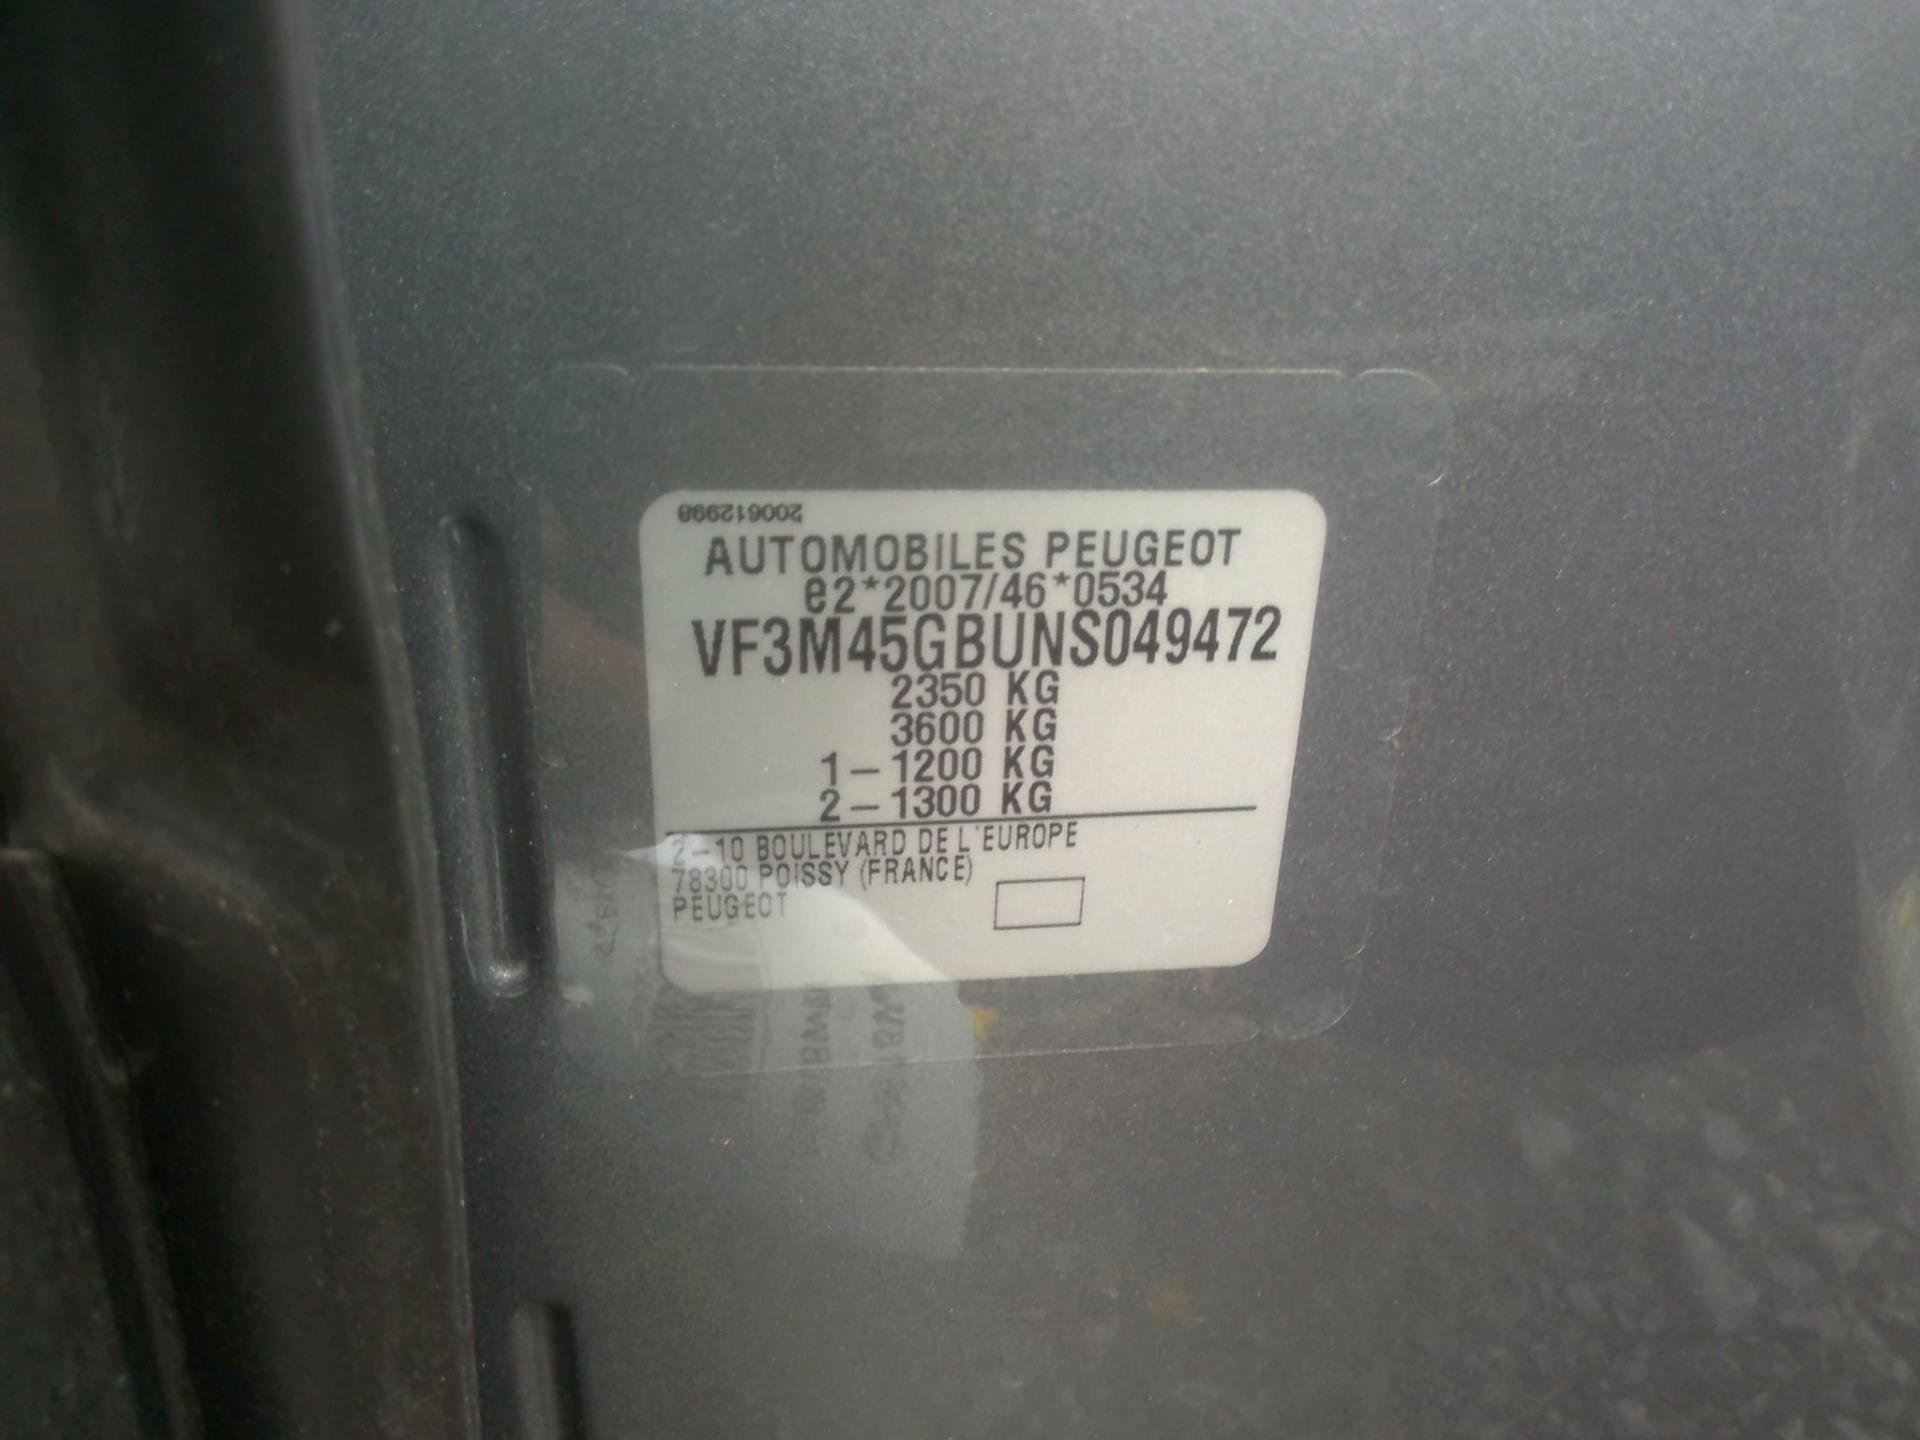 200612998
AUTOMOBILES PEUGEOT
e2*2007/46*0534
VF3M45GBUNS049472
2350 KG
3600 KG
1-1200 KG
2-1300 KG
2-10 BOULEVARD DE L'EUROPE
78300 POISSY (FRANCE)
PEUGEOT